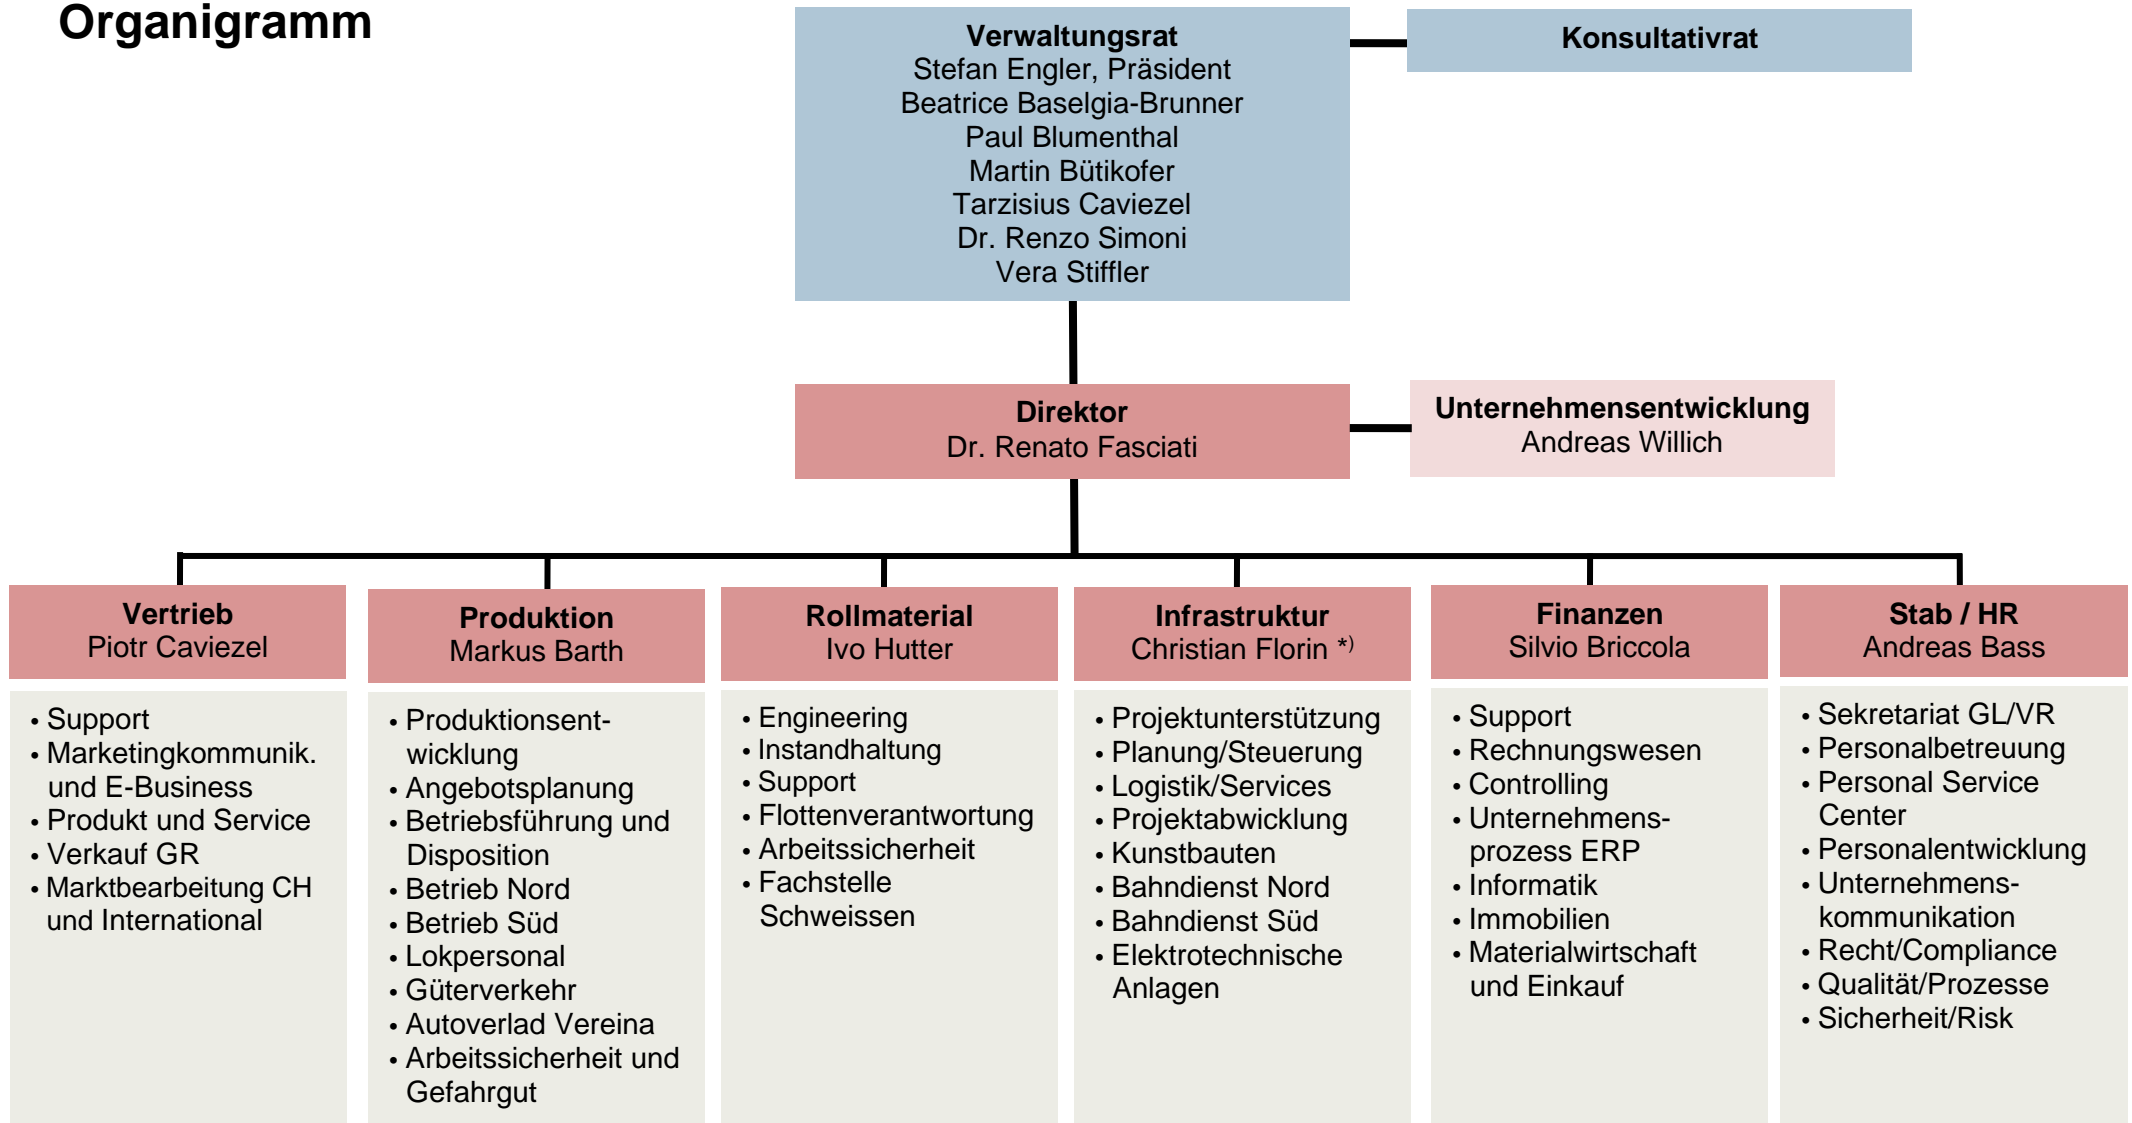 Organigramm
Verwaltungsrat
Stefan Engler, Präsident
Beatrice Baselgia-Brunner
Paul Blumenthal
Martin Bütikofer
Tarzisius Caviezel
Dr. Renzo Simoni
Vera Stiffler
Konsultativrat
Direktor
Dr. Renato Fasciati
Unternehmensentwicklung
Andreas Willich
Vertrieb
Piotr Caviezel
• Support
• Marketingkommunik.
und E-Business
• Produkt und Service
• Verkauf GR
• Marktbearbeitung CH
und International
Produktion
Markus Barth
• Produktionsent-
wicklung
• Angebotsplanung
• Betriebsführung und
Disposition
• Betrieb Nord
• Betrieb Süd
• Lokpersonal
• Güterverkehr
• Autoverlad Vereina
• Arbeitssicherheit und
Gefahrgut
Rollmaterial
Ivo Hutter
• Engineering
• Instandhaltung
• Support
• Flottenverantwortung
• Arbeitssicherheit
• Fachstelle
Schweissen
Infrastruktur
Christian Florin *)
• Projektunterstützung
• Planung/Steuerung
• Logistik/Services
• Projektabwicklung
• Kunstbauten
• Bahndienst Nord
• Bahndienst Süd
• Elektrotechnische
Anlagen
Finanzen
Silvio Briccola
• Support
• Rechnungswesen
• Controlling
• Unternehmens-
prozess ERP
• Informatik
• Immobilien
• Materialwirtschaft
und Einkauf
Stab / HR
Andreas Bass
• Sekretariat GL/VR
• Personalbetreuung
• Personal Service
Center
• Personalentwicklung
• Unternehmens-
kommunikation
• Recht/Compliance
• Qualität/Prozesse
• Sicherheit/Risk